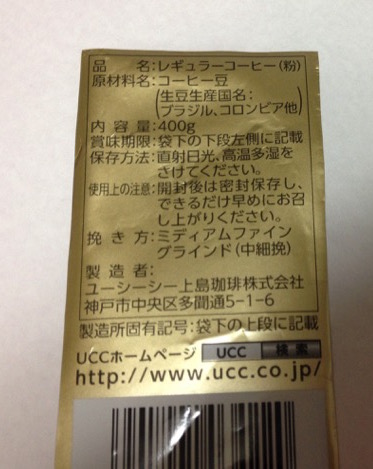 品　　名:レギュラーコーヒー(粉)
原材料名:コーヒー豆
(生豆生産国名:
ブラジル、コロンビア他)
内 容 量:400g
賞味期限:袋下の下段左側に記載
保存方法:直射日光、高温多湿を
さけてください。
使用上の注意:開封後は密封保存し、
できるだけ早めにお召
し上がりください。
挽 き 方:ミディアムファイン
グラインド(中細挽)
製 造 者:
ユーシーシー上島珈琲株式会社
神戸市中央区多聞通5-1-6
製造所固有記号:袋下の上段に記載
UCCホームページ UCC 検索
http://www.ucc.co.jp/